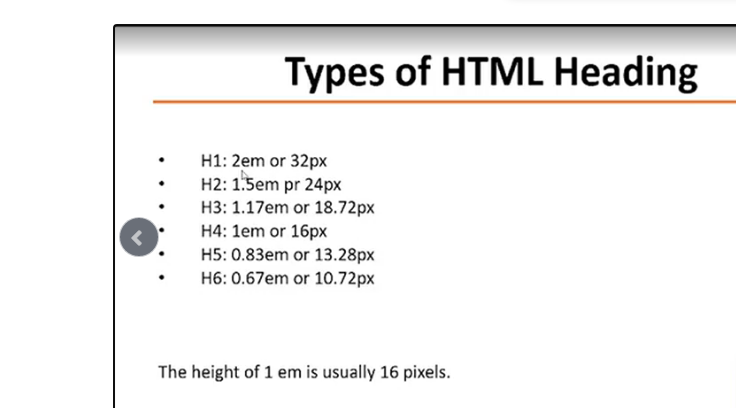 Types of HTML Heading
• H1: 2em or 32px
• H2: 1.5em pr 24px
• H3: 1.17em or 18.72px
• H4: 1em or 16px
• H5: 0.83em or 13.28px
• H6: 0.67em or 10.72px
The height of 1 em is usually 16 pixels.